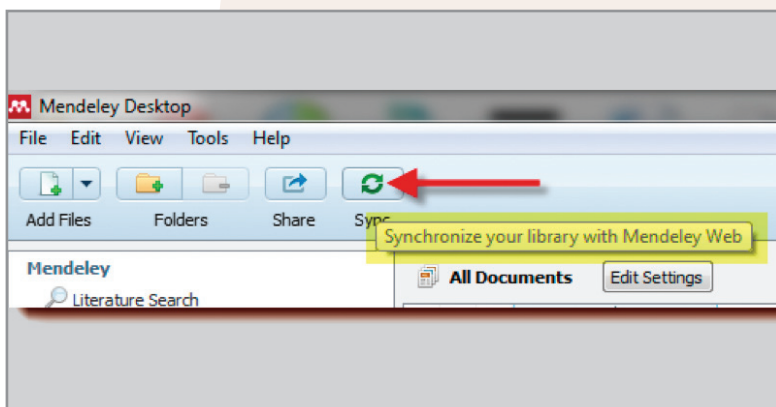 Mendeley Desktop
File Edit View Tools Help
Add Files Folders Share Sync
Synchronize your library with Mendeley Web
Mendeley
All Documents Edit Settings
Literature Search